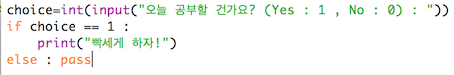 choice=int(input("오늘 공부할 건가요? (Yes : 1 , No : 0) : "))
if choice == 1 :
    print("빡세게 하자!")
else : pass